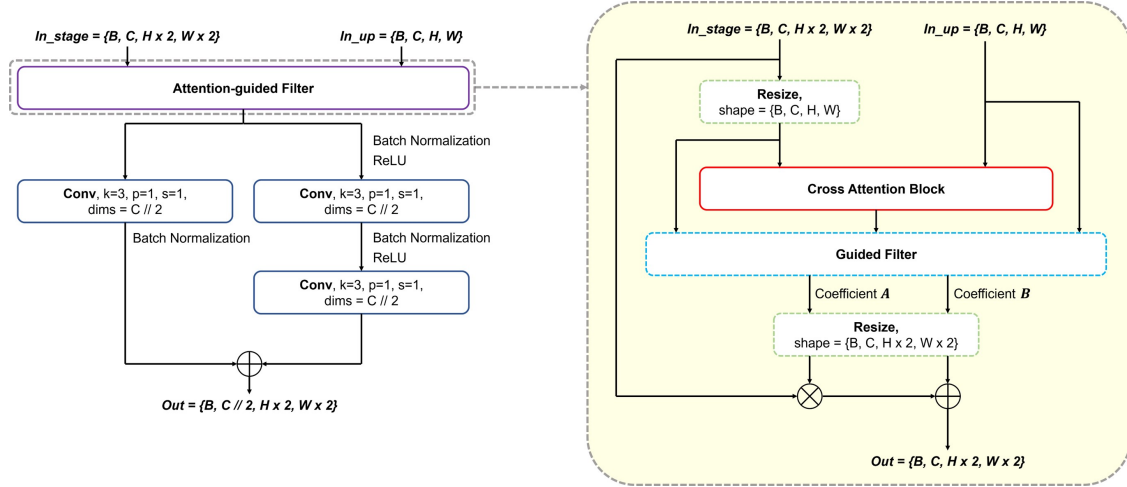 In_stage = {B, C, H x 2, W x 2}
In_up = {B, C, H, W}
Attention-guided Filter
Batch Normalization
ReLU
Conv, k=3, p=1, s=1,
dims = C // 2
Conv, k=3, p=1, s=1,
dims = C // 2
Batch Normalization
Batch Normalization
ReLU
Conv, k=3, p=1, s=1,
dims = C // 2
Out = {B, C // 2, H x 2, W x 2}
In_stage = {B, C, H x 2, W x 2}
In_up = {B, C, H, W}
Resize,
shape = {B, C, H, W}
Cross Attention Block
Guided Filter
Coefficient A
Coefficient B
Resize,
shape = {B, C, H x 2, W x 2}
Out = {B, C, H x 2, W x 2}